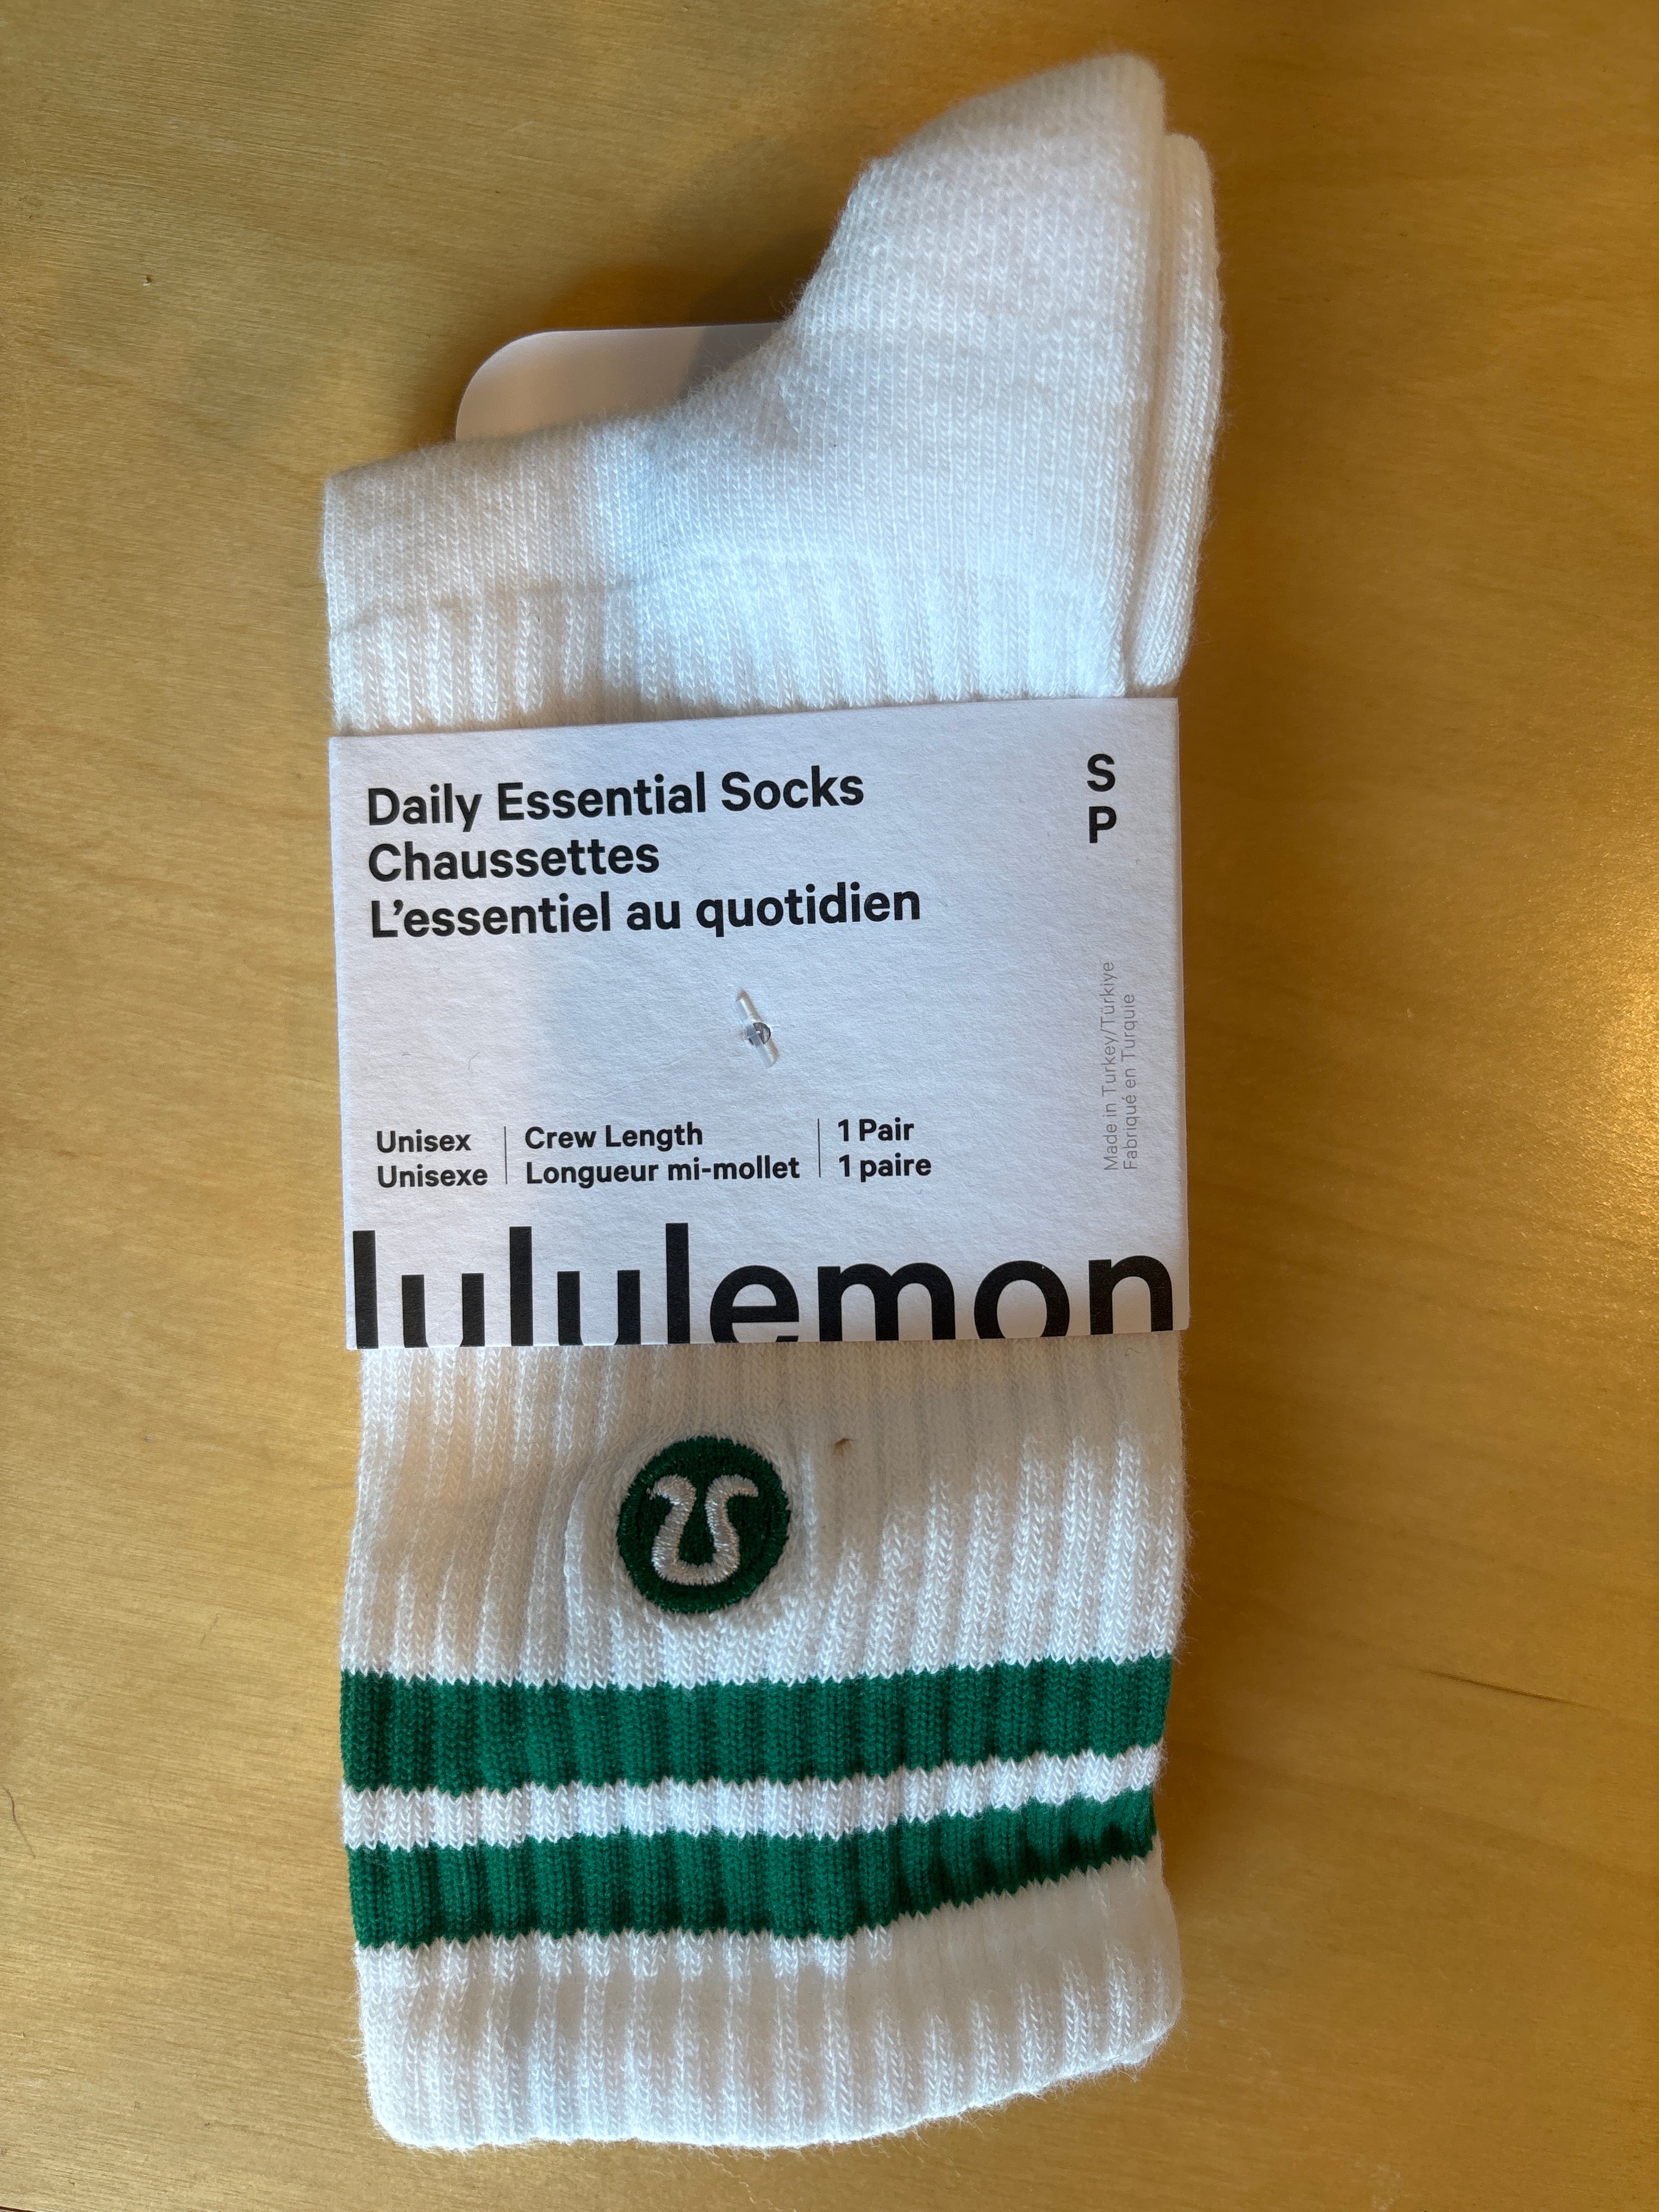 Daily Essential Socks
Chaussettes
L’essentiel au quotidien
S
P
Unisex
Unisexe
Crew Length
Longueur mi-mollet
1 Pair
1 paire
Made in Turkey/Türkiye
Fabriqué en Turquie
lululemon